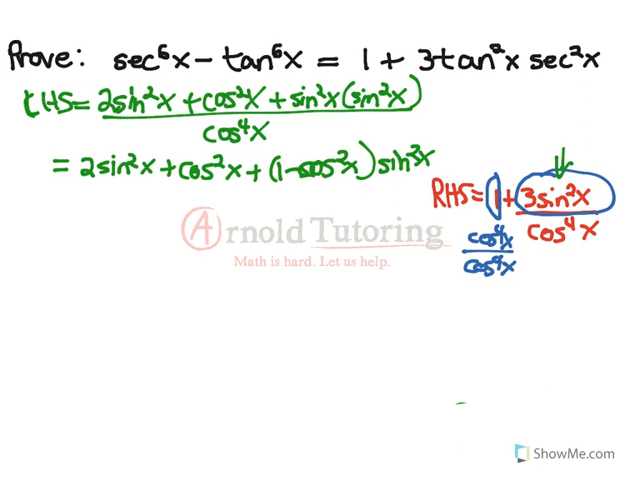 Prove: sec⁶x - tan⁶x = 1 + 3tan²x sec²x
LHS = 2sin²x + cos²x + sin²x(sin²x)
cos⁴x
= 2sin²x + cos²x + (1-cos²x)sin²x
RHS = 1 + 3sin²x
cos⁴x
cos⁴x
cos⁴x
Arnold Tutoring
Math is hard. Let us help.
ShowMe.com